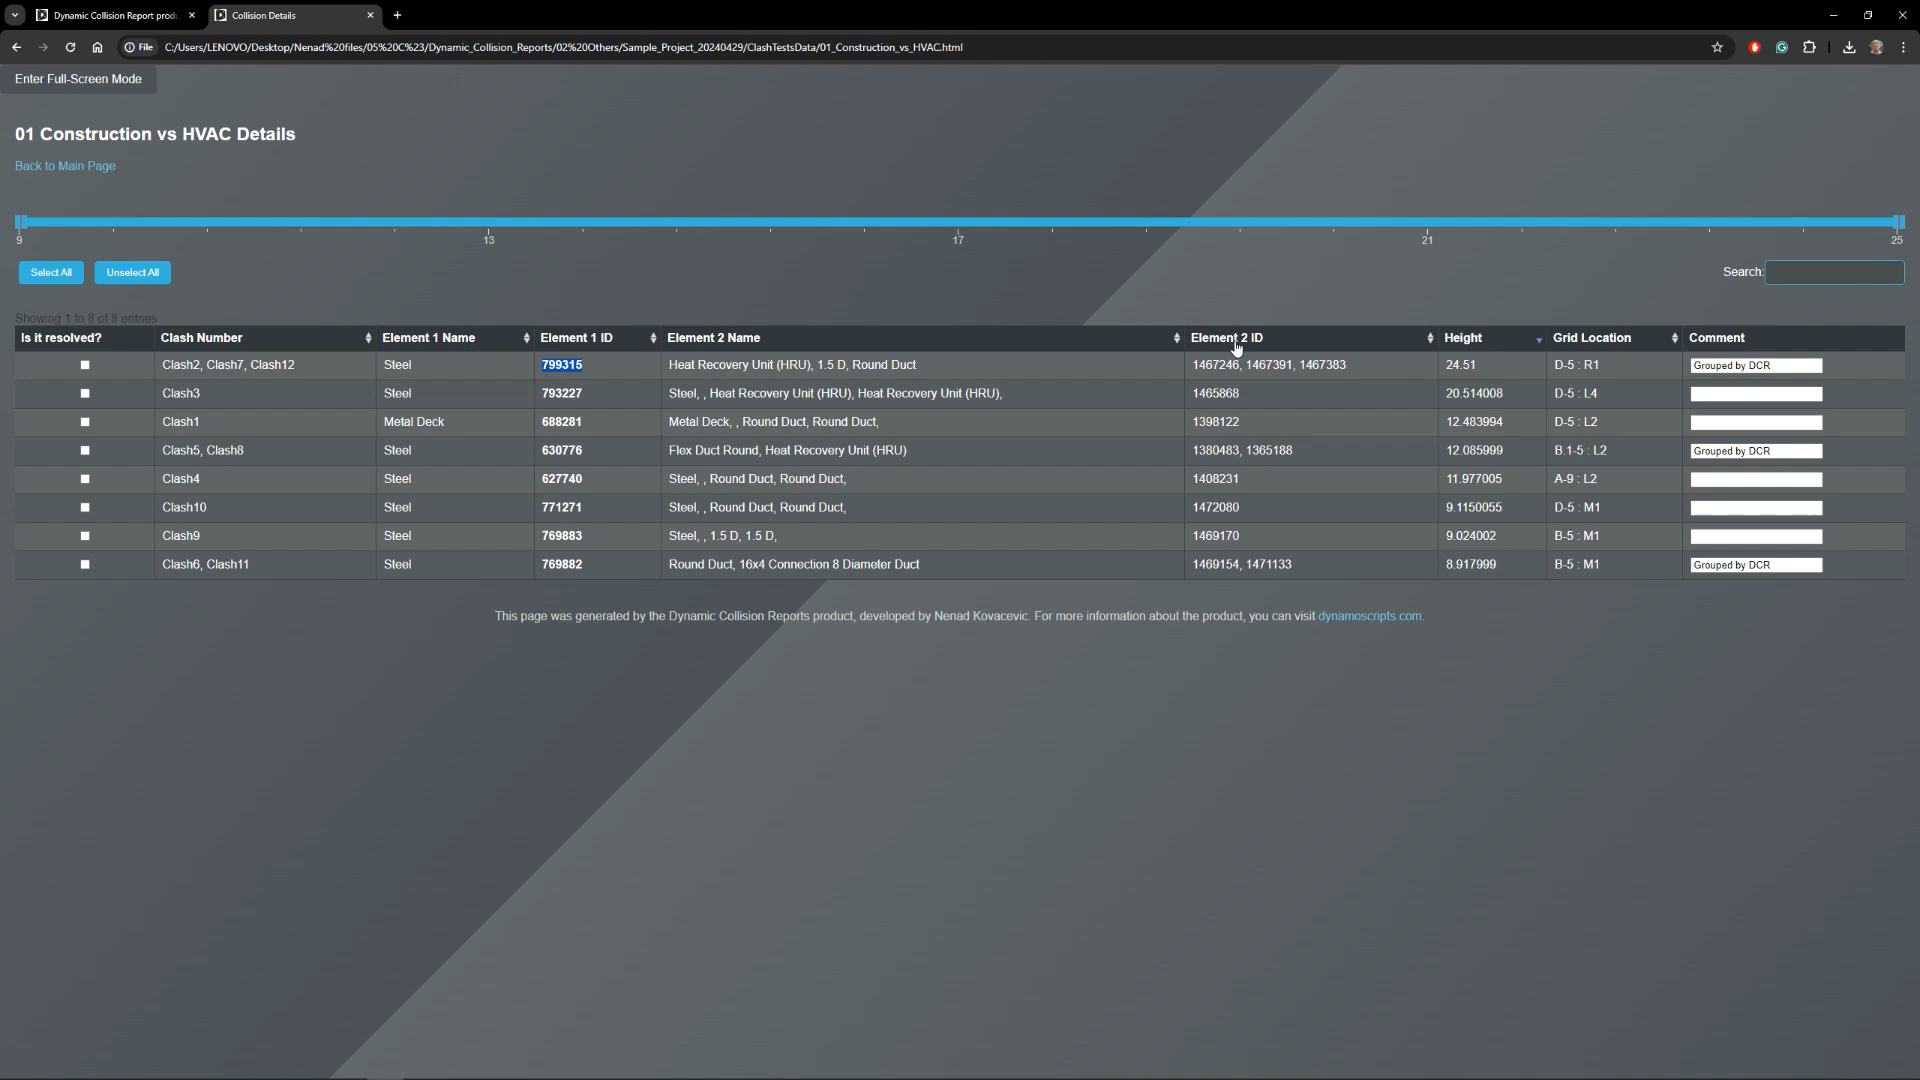 Dynamic Collision Report produ
Collision Details
File C:/Users/LENOVO/Desktop/Nenad%20files/05%20C%23/Dynamic_Collision_Reports/02%20Others/Sample_Project_20240429/ClashTestsData/01_Construction_vs_HVAC.html
Enter Full-Screen Mode
01 Construction vs HVAC Details
Back to Main Page
9 13 17 21 25
Select All Unselect All Search:
Showing 1 to 8 of 8 entries
Is it resolved? Clash Number Element 1 Name Element 1 ID Element 2 Name Element 2 ID Height Grid Location Comment
Clash2, Clash7, Clash12 Steel 799315 Heat Recovery Unit (HRU), 1.5 D, Round Duct 1467246, 1467391, 1467383 24.51 D-5 : R1 Grouped by DCR
Clash3 Steel 793227 Steel, , Heat Recovery Unit (HRU), Heat Recovery Unit (HRU), 1465868 20.514008 D-5 : L4
Clash1 Metal Deck 688281 Metal Deck, , Round Duct, Round Duct, 1398122 12.483994 D-5 : L2
Clash5, Clash8 Steel 630776 Flex Duct Round, Heat Recovery Unit (HRU) 1380483, 1365188 12.085999 B.1-5 : L2 Grouped by DCR
Clash4 Steel 627740 Steel, , Round Duct, Round Duct, 1408231 11.977005 A-9 : L2
Clash10 Steel 771271 Steel, , Round Duct, Round Duct, 1472080 9.1150055 D-5 : M1
Clash9 Steel 769883 Steel, , 1.5 D, 1.5 D, 1469170 9.024002 B-5 : M1
Clash6, Clash11 Steel 769882 Round Duct, 16x4 Connection 8 Diameter Duct 1469154, 1471133 8.917999 B-5 : M1 Grouped by DCR
This page was generated by the Dynamic Collision Reports product, developed by Nenad Kovacevic. For more information about the product, you can visit dynamoscripts.com.